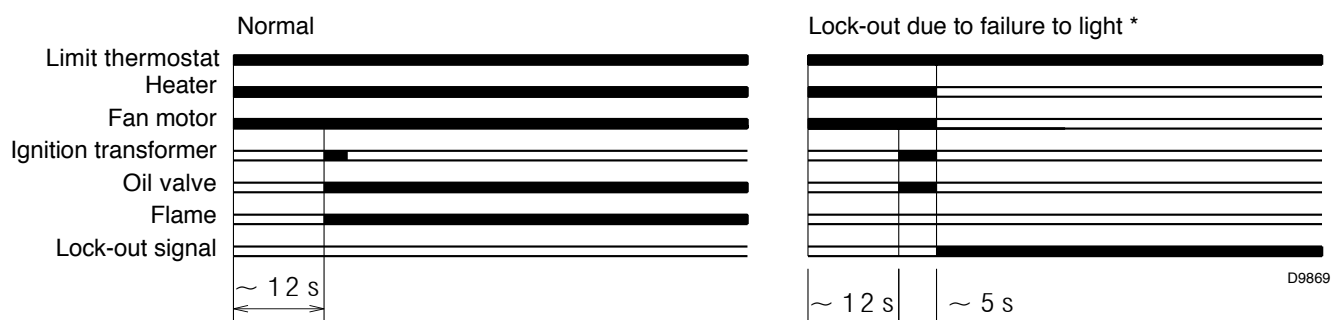 Normal
Lock-out due to failure to light *
Limit thermostat
Heater
Fan motor
Ignition transformer
Oil valve
Flame
Lock-out signal
~ 12 s
~ 12 s
~ 5 s
D9869